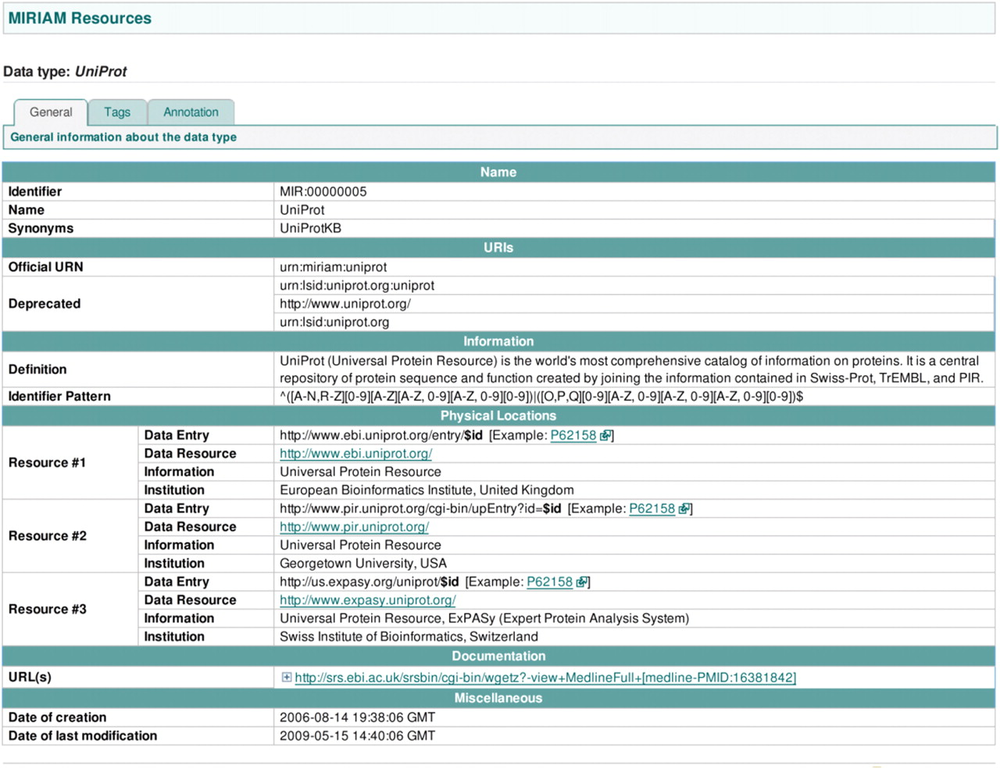 MIRIAM Resources
Data type: UniProt
General Tags Annotation
General information about the data type
Name
Identifier MIR:00000005
Name UniProt
Synonyms UniProtKB
URIs
Official URN urn:miriam:uniprot
Deprecated urn:lsid:uniprot.org:uniprot
http://www.uniprot.org/
urn:lsid:uniprot.org
Information
Definition UniProt (Universal Protein Resource) is the world's most comprehensive catalog of information on proteins. It is a central
repository of protein sequence and function created by joining the information contained in Swiss-Prot, TrEMBL, and PIR.
Identifier Pattern ^([A-N,R-Z][0-9][A-Z][A-Z, 0-9][A-Z, 0-9][0-9])|([O,P,Q][0-9][A-Z, 0-9][A-Z, 0-9][A-Z, 0-9][0-9])$
Physical Locations
Resource #1 Data Entry http://www.ebi.uniprot.org/entry/$id [Example: P62158]
Data Resource http://www.ebi.uniprot.org/
Information Universal Protein Resource
Institution European Bioinformatics Institute, United Kingdom
Resource #2 Data Entry http://www.pir.uniprot.org/cgi-bin/upEntry?id=$id [Example: P62158]
Data Resource http://www.pir.uniprot.org/
Information Universal Protein Resource
Institution Georgetown University, USA
Resource #3 Data Entry http://us.expasy.org/uniprot/$id [Example: P62158]
Data Resource http://www.expasy.uniprot.org/
Information Universal Protein Resource, ExPASy (Expert Protein Analysis System)
Institution Swiss Institute of Bioinformatics, Switzerland
Documentation
URL(s) http://srs.ebi.ac.uk/srsbin/cgi-bin/wgetz?-view+MedlineFull+[medline-PMID:16381842]
Miscellaneous
Date of creation 2006-08-14 19:38:06 GMT
Date of last modification 2009-05-15 14:40:06 GMT